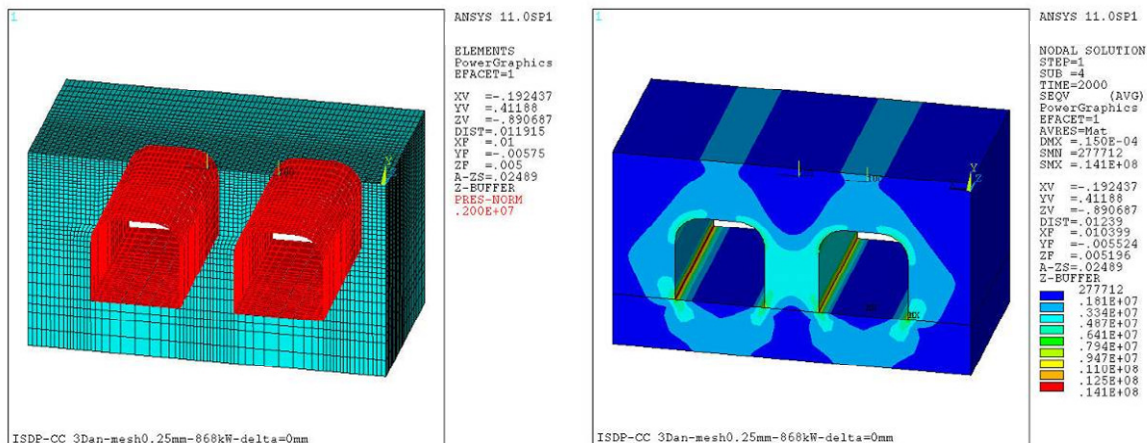 1
ANSYS 11.0SP1
ELEMENTS
PowerGraphics
EFACET=1
XV =-.192437
YV =.41188
ZV =-.890687
DIST=.011915
XF =.01
YF =-.00575
ZF =.005
A-ZS=.02489
Z-BUFFER
PRES-NORM
.200E+07
Y
Z
ISDP-CC 3Dan-mesh0.25mm-868kW-delta=0mm
1
ANSYS 11.0SP1
NODAL SOLUTION
STEP=1
SUB =4
TIME=2000
SEQV (AVG)
PowerGraphics
EFACET=1
AVRES=Mat
DMX =.150E-04
SMN =277712
SMX =.141E+08
XV =-.192437
YV =.41188
ZV =-.890687
DIST=.01239
XF =.010399
YF =-.005524
ZF =.005196
A-ZS=.02489
Z-BUFFER
277712
.181E+07
.334E+07
.487E+07
.641E+07
.794E+07
.947E+07
.110E+08
.125E+08
.141E+08
Y
Z
MX
ISDP-CC 3Dan-mesh0.25mm-868kW-delta=0mm